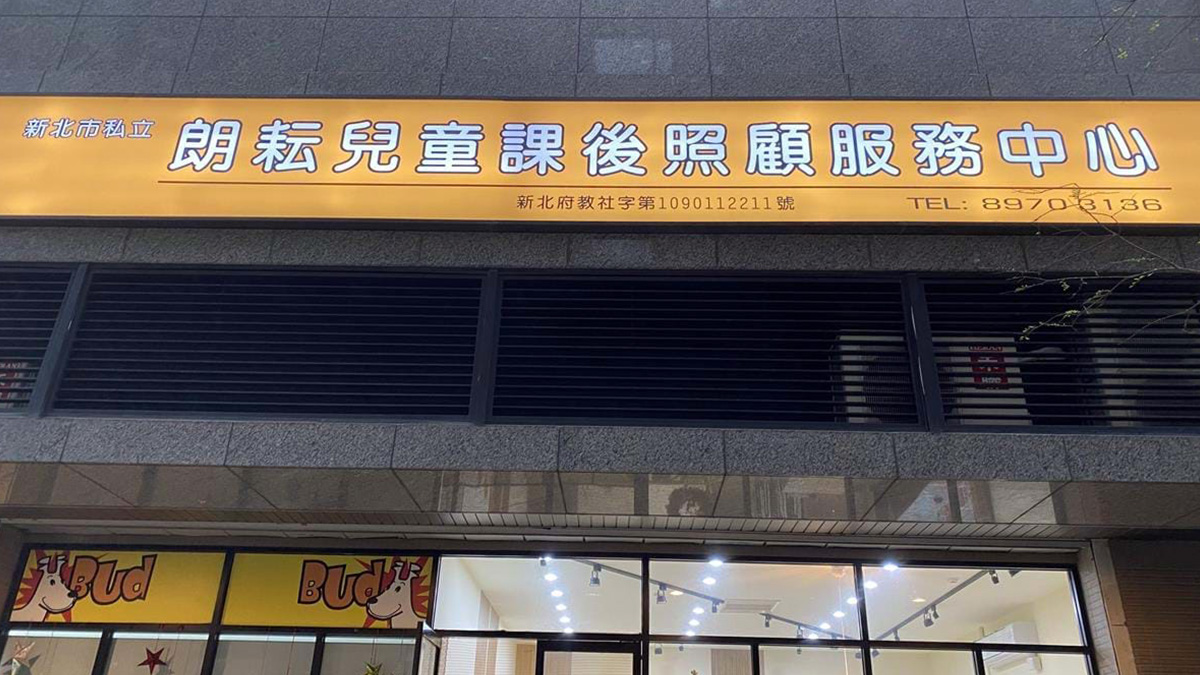 新北市私立
朗耘兒童課後照顧服務中心
新北府教社字第1090112211號
TEL: 8970-3136
BUd
BUd